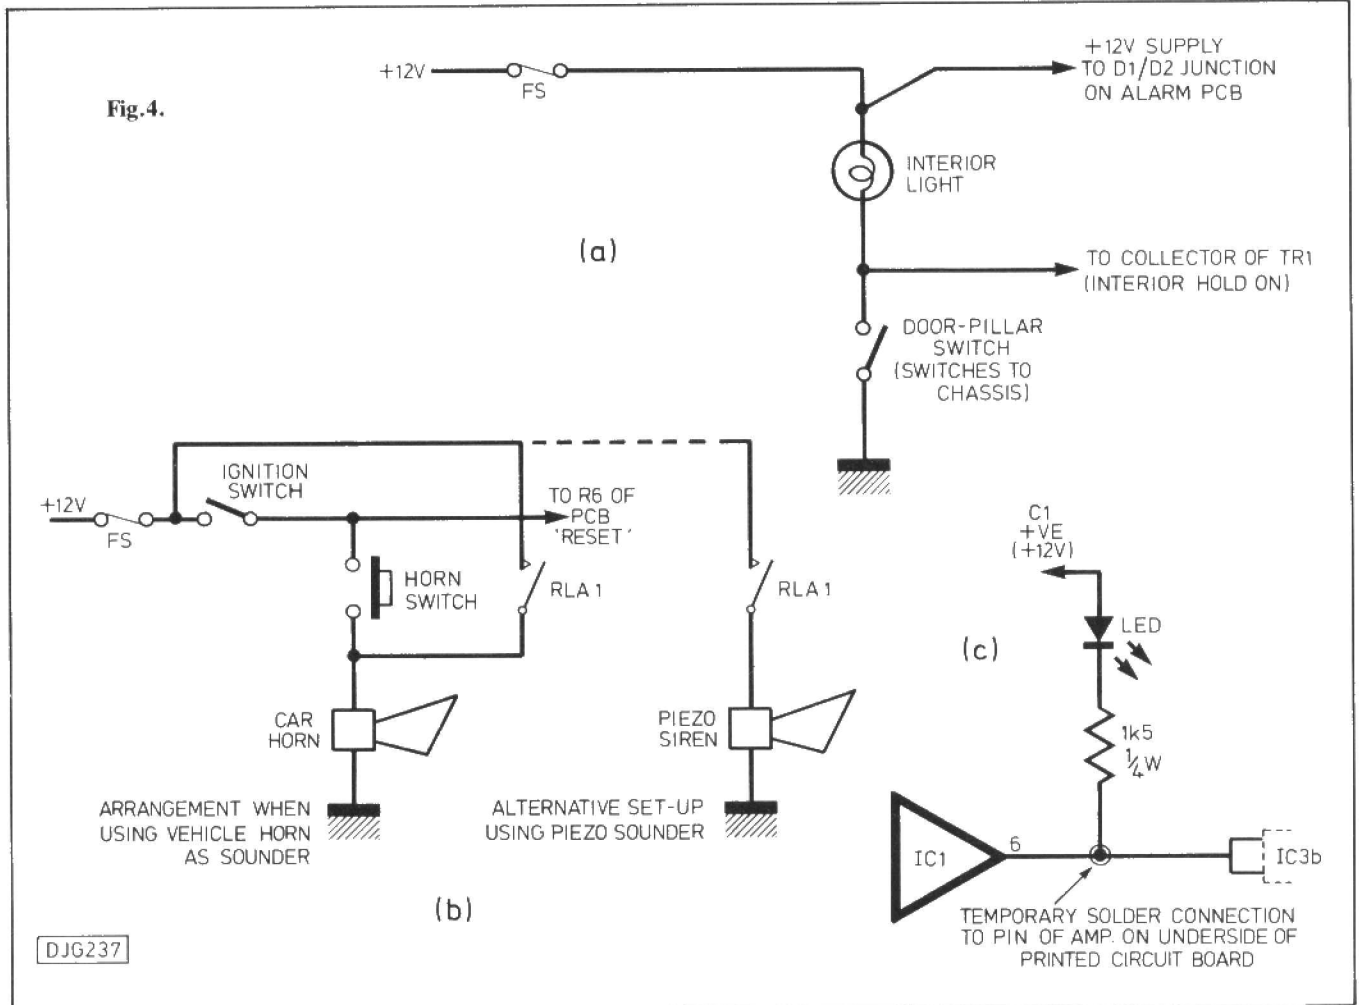 Fig.4.
+12V
FS
+12V SUPPLY
TO D1/D2 JUNCTION
ON ALARM PCB
INTERIOR
LIGHT
(a)
TO COLLECTOR OF TR1
(INTERIOR HOLD ON)
DOOR-PILLAR
SWITCH
(SWITCHES TO
CHASSIS)
IGNITION
SWITCH
+12V
FS
TO R6 OF
PCB
'RESET'
HORN
SWITCH
RLA 1
RLA 1
CAR
HORN
PIEZO
SIREN
ARRANGEMENT WHEN
USING VEHICLE HORN
AS SOUNDER
ALTERNATIVE SET-UP
USING PIEZO SOUNDER
(b)
C1
+VE
(+12V)
LED
(c)
1k5
¼W
IC1
6
IC3b
TEMPORARY SOLDER CONNECTION
TO PIN OF AMP. ON UNDERSIDE OF
PRINTED CIRCUIT BOARD
DJG237